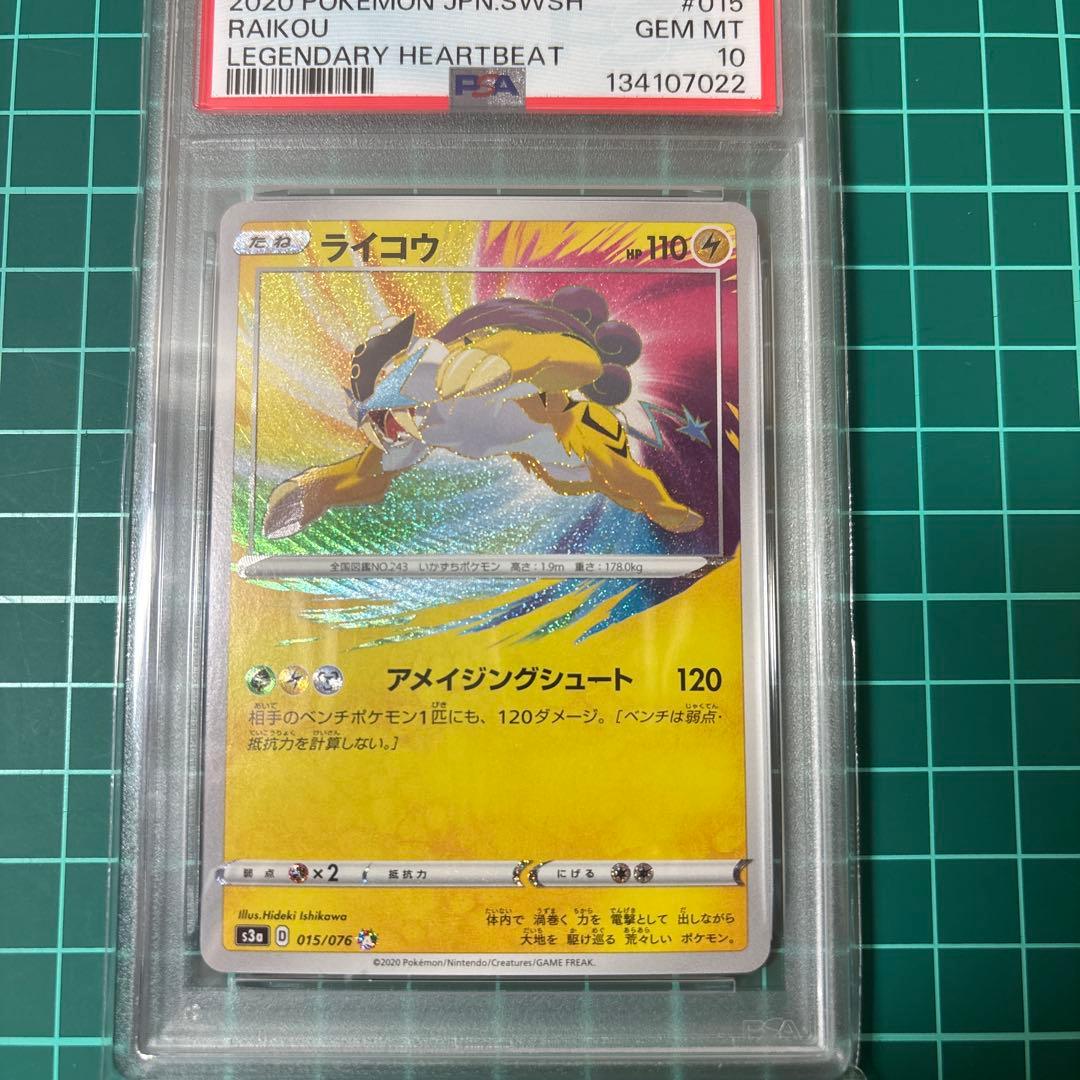 2020 POKEMON JPN.SWSH #015
RAIKOU GEM MT
LEGENDARY HEARTBEAT 10
PSA 134107022
たね ライコウ HP 110
全国図鑑NO.243 いかずちポケモン 高さ:1.9m 重さ:178.0kg
アメイジングシュート 120
相手のベンチポケモン1匹にも、120ダメージ。[ベンチは弱点・
抵抗力を計算しない。]
弱点 ×2 抵抗力 にげる
Illus.Hideki Ishikawa
体内で 渦巻く 力を 電撃として 出しながら
大地を 駆け巡る 荒々しい ポケモン。
s3a D 015/076
©2020 Pokémon/Nintendo/Creatures/GAME FREAK.
PSA